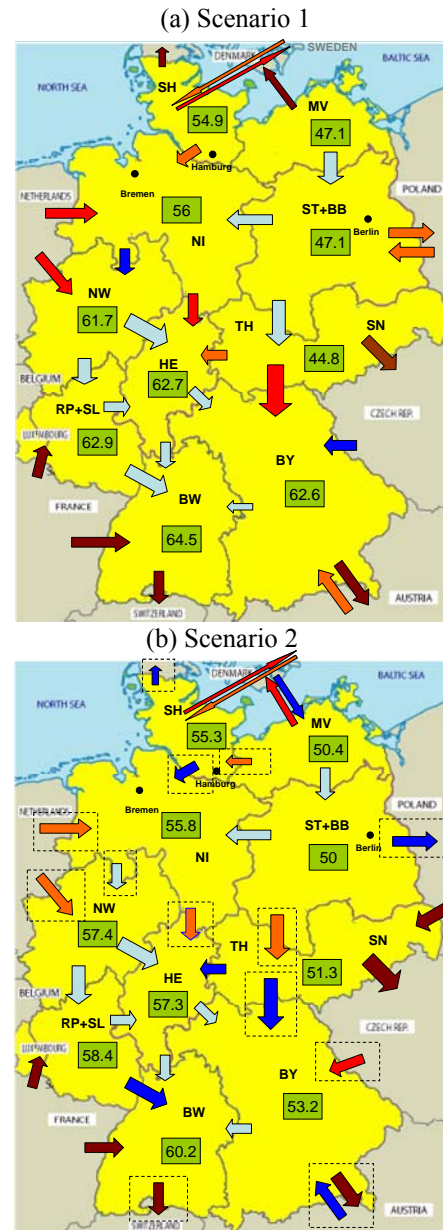 (a) Scenario 1
SWEDEN
DENMARK
BALTIC SEA
NORTH SEA
SH
54.9
MV
47.1
Hamburg
Bremen
NETHERLANDS
POLAND
56
ST+BB
Berlin
47.1
NI
NW
61.7
TH
SN
44.8
HE
62.7
BELGIUM
RP+SL
62.9
LUXEMBOURG
CZECH REP.
BY
62.6
FRANCE
BW
64.5
AUSTRIA
SWITZERLAND
(b) Scenario 2
DENMARK
BALTIC SEA
NORTH SEA
SH
55.3
MV
50.4
Hamburg
Bremen
NETHERLANDS
POLAND
55.8
ST+BB
Berlin
50
NI
NW
57.4
TH
SN
51.3
HE
57.3
BELGIUM
RP+SL
58.4
LUXEMBOURG
CZECH REP.
BY
53.2
FRANCE
BW
60.2
AUSTRIA
SWITZERLAND